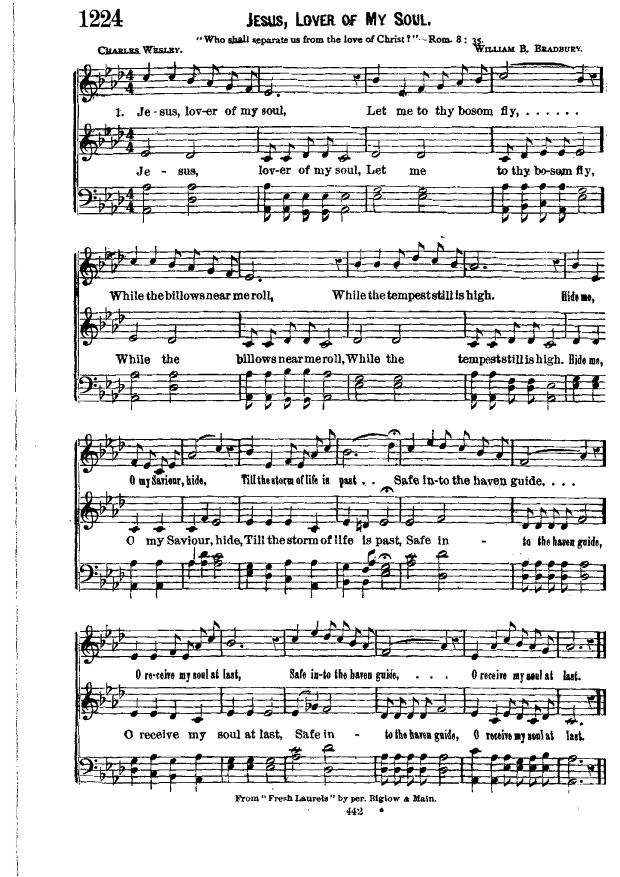 1224
JESUS, LOVER OF MY SOUL.
"Who shall separate us from the love of Christ?"—Rom. 8: 35.
CHARLES WESLEY.
WILLIAM B. BRADBURY.
1. Je-sus, lov-er of my soul, Let me to thy bosom fly, . . . . . .
Je - sus, lov-er of my soul, Let me to thy bo-som fly,
While the billows near me roll, While the tempest still is high. Hide me,
While the billows near me roll, While the tempest still is high. Hide me,
O my Saviour, hide, Till the storm of life is past . . Safe in-to the haven guide, . . . .
O my Saviour, hide, Till the storm of life is past, Safe in - to the haven guide,
O re-ceive my soul at last, Safe in-to the haven guide, . . . O receive my soul at last.
O receive my soul at last, Safe in - to the haven guide, O receive my soul at last.
From "Fresh Laurels" by per. Biglow & Main.
442